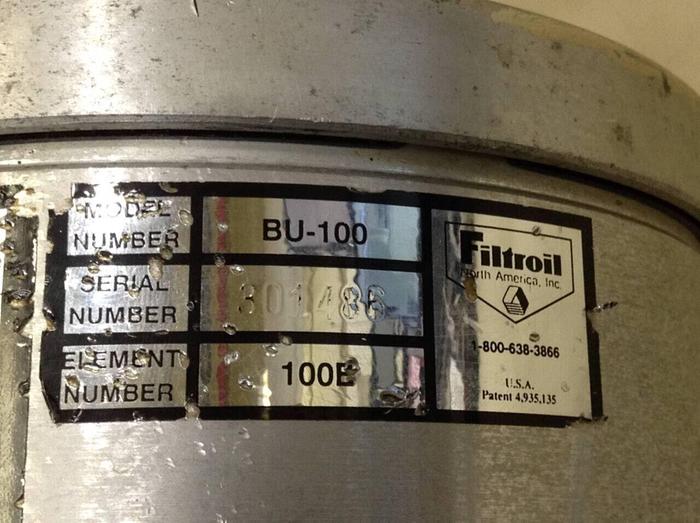 MODEL NUMBER
BU-100
SERIAL NUMBER
301486
ELEMENT NUMBER
100E
Filtroil
North America, Inc.
1-800-638-3866
U.S.A.
Patent 4,935,135